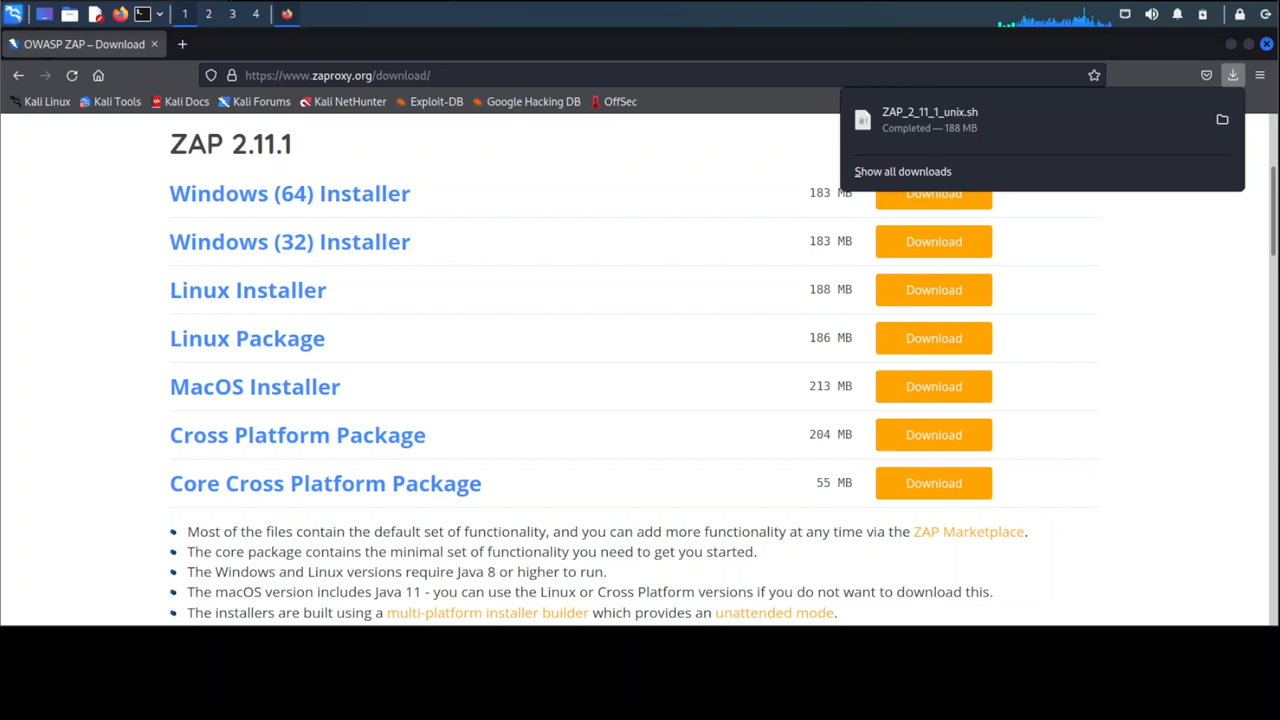 1 2 3 4
OWASP ZAP – Download
https://www.zaproxy.org/download/
Kali Linux Kali Tools Kali Docs Kali Forums Kali NetHunter Exploit-DB Google Hacking DB OffSec
ZAP_2_11_1_unix.sh
Completed — 188 MB
Show all downloads
ZAP 2.11.1
Windows (64) Installer 183 MB Download
Windows (32) Installer 183 MB Download
Linux Installer 188 MB Download
Linux Package 186 MB Download
MacOS Installer 213 MB Download
Cross Platform Package 204 MB Download
Core Cross Platform Package 55 MB Download
• Most of the files contain the default set of functionality, and you can add more functionality at any time via the ZAP Marketplace.
• The core package contains the minimal set of functionality you need to get you started.
• The Windows and Linux versions require Java 8 or higher to run.
• The macOS version includes Java 11 - you can use the Linux or Cross Platform versions if you do not want to download this.
• The installers are built using a multi-platform installer builder which provides an unattended mode.